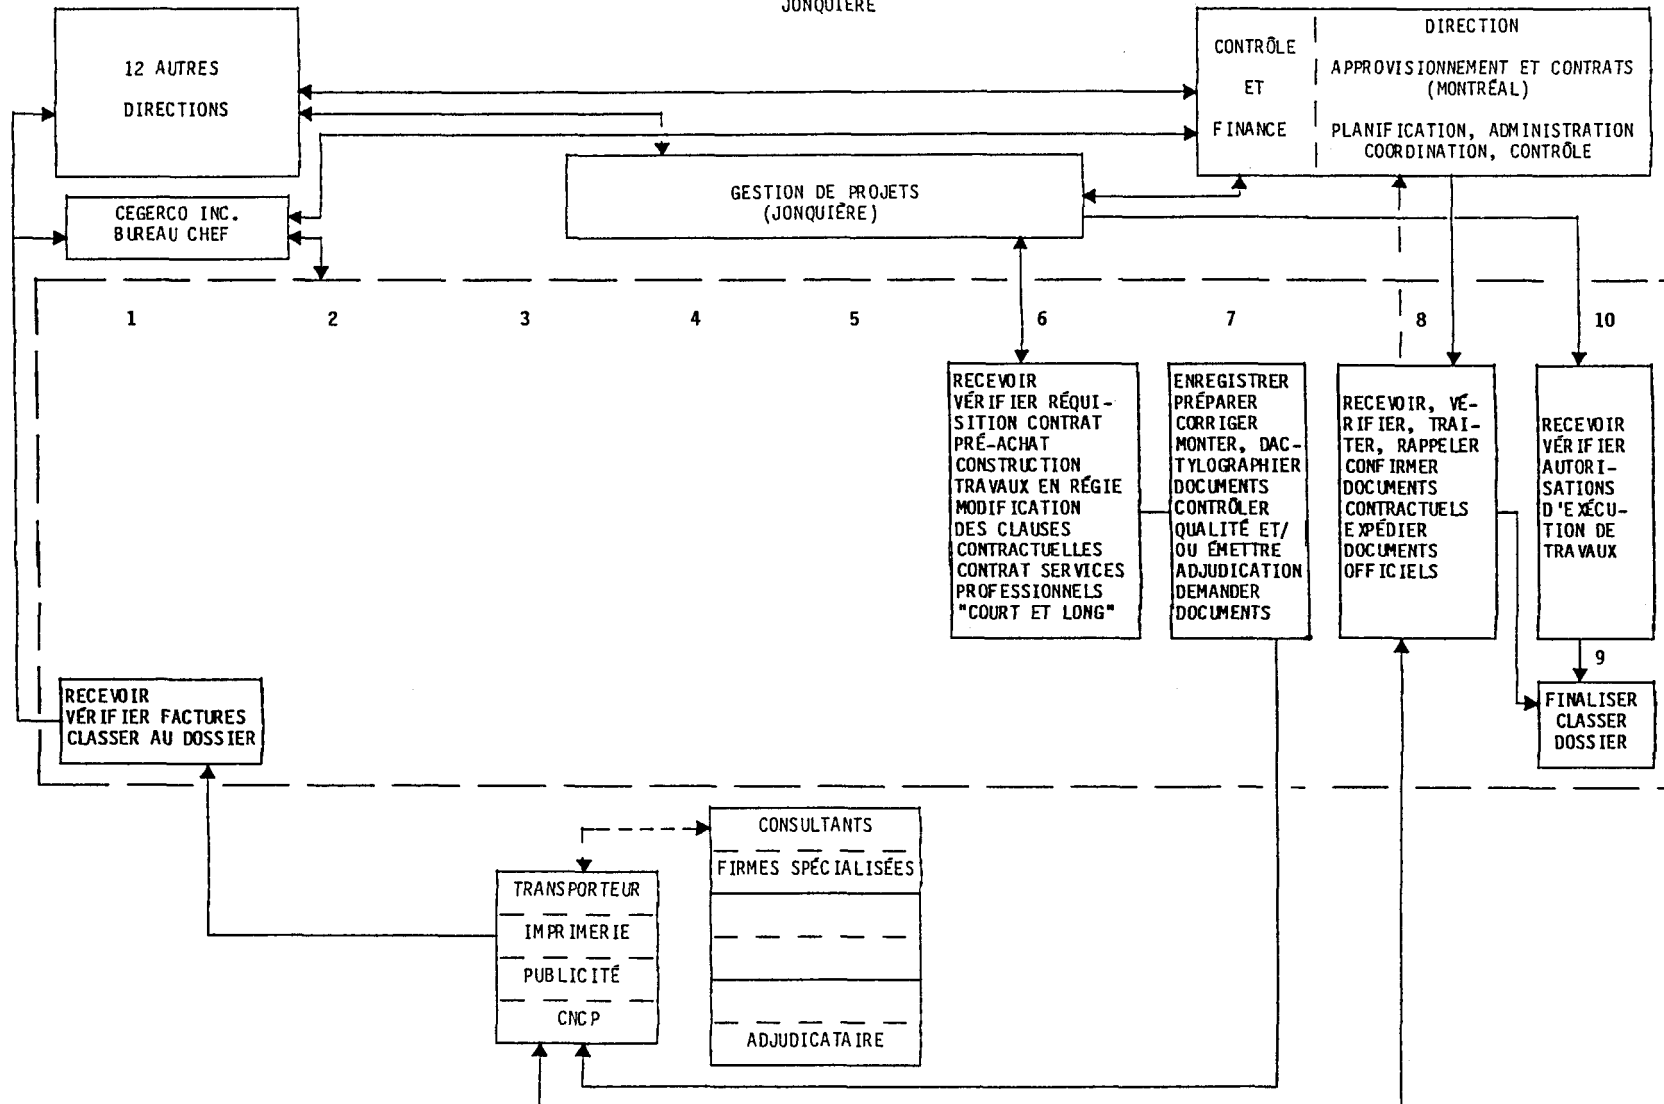 JONQUIÈRE
12 AUTRES
DIRECTIONS
CONTRÔLE
ET
FINANCE
DIRECTION
APPROVISIONNEMENT ET CONTRATS
(MONTRÉAL)
PLANIFICATION, ADMINISTRATION
COORDINATION, CONTRÔLE
GESTION DE PROJETS
(JONQUIÈRE)
CEGERCO INC.
BUREAU CHEF
1
2
3
4
5
6
7
8
10
RECEVOIR
VÉRIFIER RÉQUI-
SITION CONTRAT
PRÉ-ACHAT
CONSTRUCTION
TRAVAUX EN RÉGIE
MODIFICATION
DES CLAUSES
CONTRACTUELLES
CONTRAT SERVICES
PROFESSIONNELS
"COURT ET LONG"
ENREGISTRER
PRÉPARER
CORRIGER
MONTER, DAC-
TYLOGRAPHIER
DOCUMENTS
CONTRÔLER
QUALITÉ ET/
OU ÉMETTRE
ADJUDICATION
DEMANDER
DOCUMENTS
RECEVOIR, VÉ-
RIFIER, TRAI-
TER, RAPPELER
CONFIRMER
DOCUMENTS
CONTRACTUELS
EXPÉDIER
DOCUMENTS
OFFICIELS
RECEVOIR
VÉRIFIER
AUTORI-
SATIONS
D'EXÉCU-
TION DE
TRAVAUX
9
FINALISER
CLASSER
DOSSIER
RECEVOIR
VÉRIFIER FACTURES
CLASSER AU DOSSIER
CONSULTANTS
FIRMES SPÉCIALISÉES
ADJUDICATAIRE
TRANSPORTEUR
IMPRIMERIE
PUBLICITÉ
CNCP